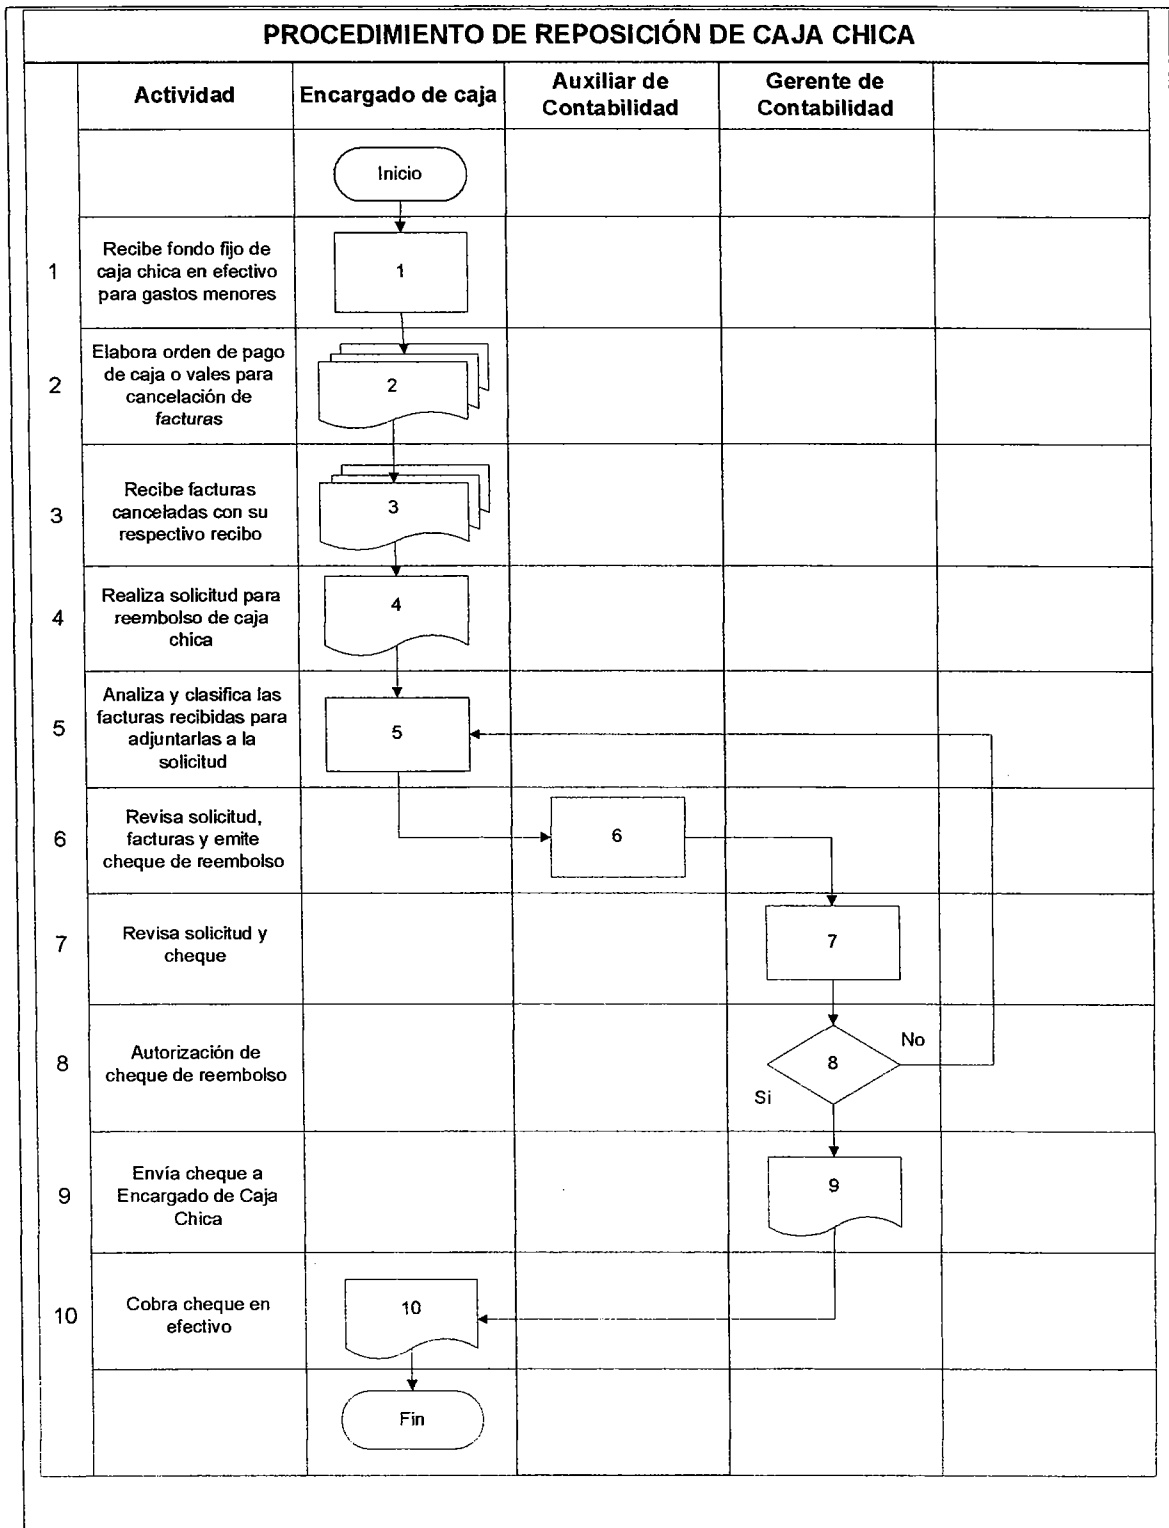 PROCEDIMIENTO DE REPOSICIÓN DE CAJA CHICA
Actividad
Encargado de caja
Auxiliar de
Contabilidad
Gerente de
Contabilidad
Inicio
1
Recibe fondo fijo de
caja chica en efectivo
para gastos menores
1
2
Elabora orden de pago
de caja o vales para
cancelación de
facturas
2
3
Recibe facturas
canceladas con su
respectivo recibo
3
4
Realiza solicitud para
reembolso de caja
chica
4
5
Analiza y clasifica las
facturas recibidas para
adjuntarlas a la
solicitud
5
6
Revisa solicitud,
facturas y emite
cheque de reembolso
6
7
Revisa solicitud y
cheque
7
8
Autorización de
cheque de reembolso
8
No
Si
9
Envía cheque a
Encargado de Caja
Chica
9
10
Cobra cheque en
efectivo
10
Fin